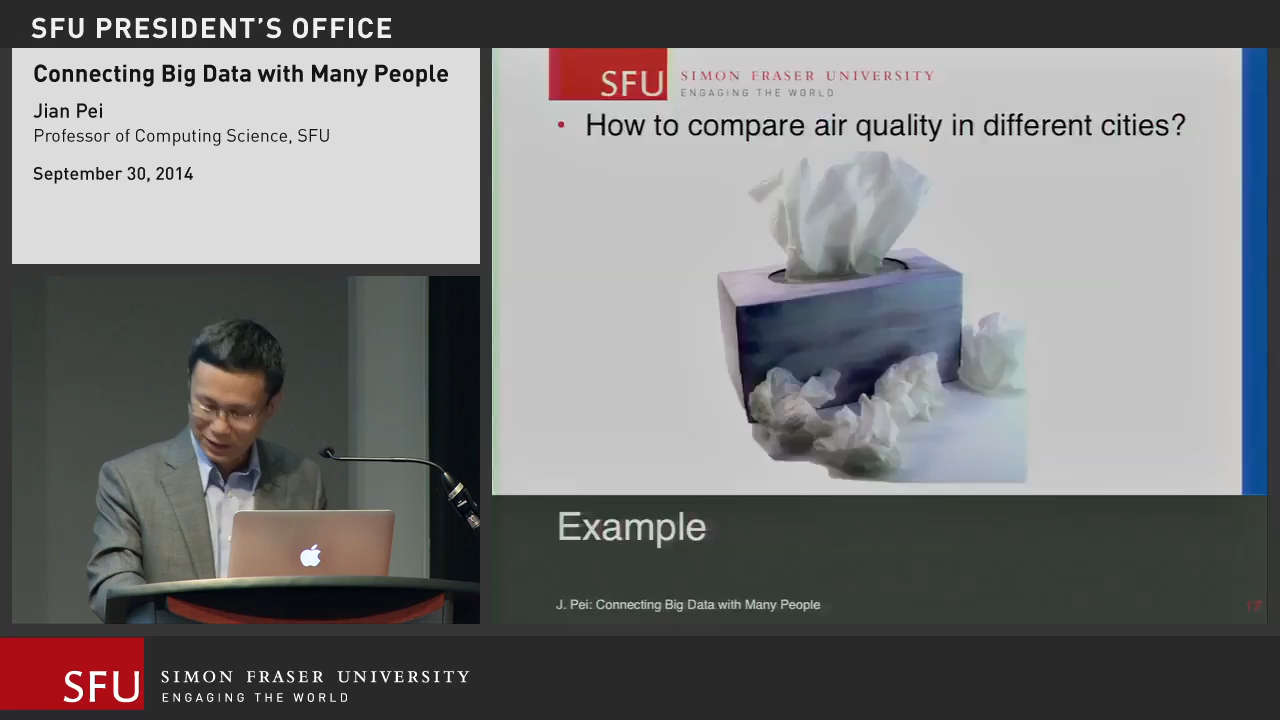 SFU PRESIDENT'S OFFICE
Connecting Big Data with Many People
Jian Pei
Professor of Computing Science, SFU
September 30, 2014
SFU
SIMON FRASER UNIVERSITY
ENGAGING THE WORLD
• How to compare air quality in different cities?
Example
J. Pei: Connecting Big Data with Many People
17
SFU
SIMON FRASER UNIVERSITY
ENGAGING THE WORLD